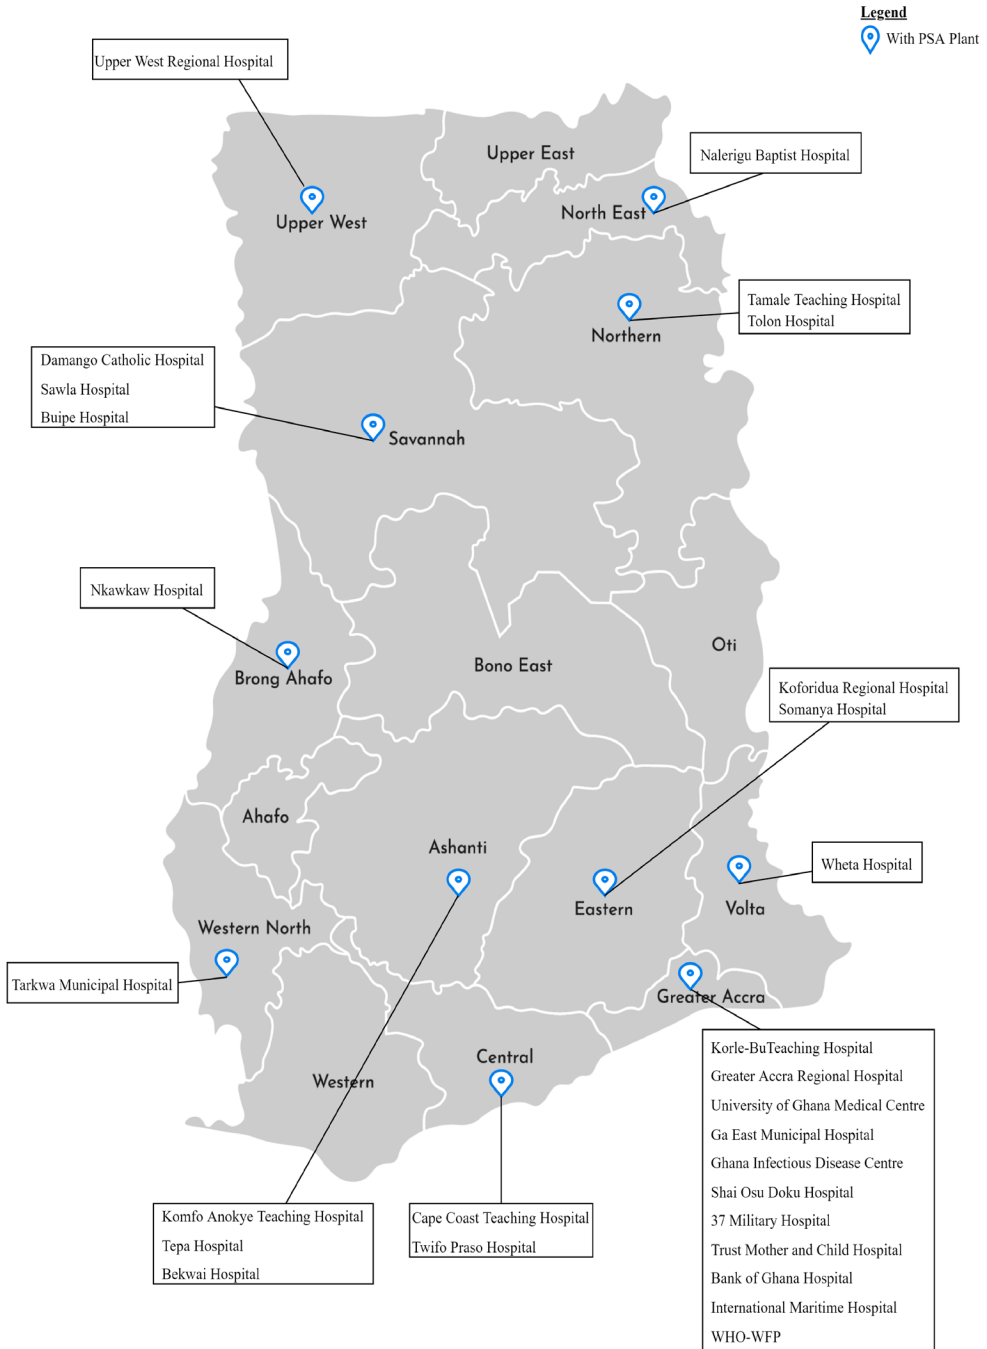 Legend
With PSA Plant
Upper West Regional Hospital
Upper East
Nalerigu Baptist Hospital
North East
Upper West
Tamale Teaching Hospital
Tolon Hospital
Northern
Damango Catholic Hospital
Sawla Hospital
Buipe Hospital
Savannah
Nkawkaw Hospital
Oti
Bono East
Brong Ahafo
Koforidua Regional Hospital
Somanya Hospital
Ahafo
Ashanti
Wheta Hospital
Eastern
Volta
Western North
Tarkwa Municipal Hospital
Greater Accra
Central
Western
Korle-BuTeaching Hospital
Greater Accra Regional Hospital
University of Ghana Medical Centre
Ga East Municipal Hospital
Ghana Infectious Disease Centre
Shai Osu Doku Hospital
37 Military Hospital
Trust Mother and Child Hospital
Bank of Ghana Hospital
International Maritime Hospital
WHO-WFP
Komfo Anokye Teaching Hospital
Tepa Hospital
Bekwai Hospital
Cape Coast Teaching Hospital
Twifo Praso Hospital